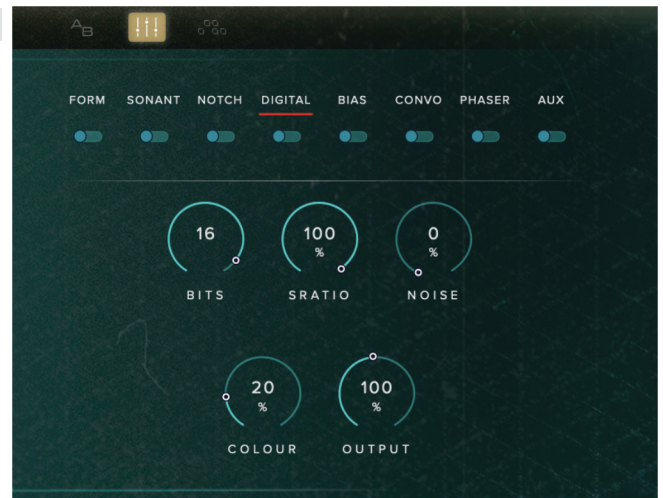 A B
FORM SONANT NOTCH DIGITAL BIAS CONVO PHASER AUX
16 100 % 0 %
BITS SRATIO NOISE
20 % 100 %
COLOUR OUTPUT